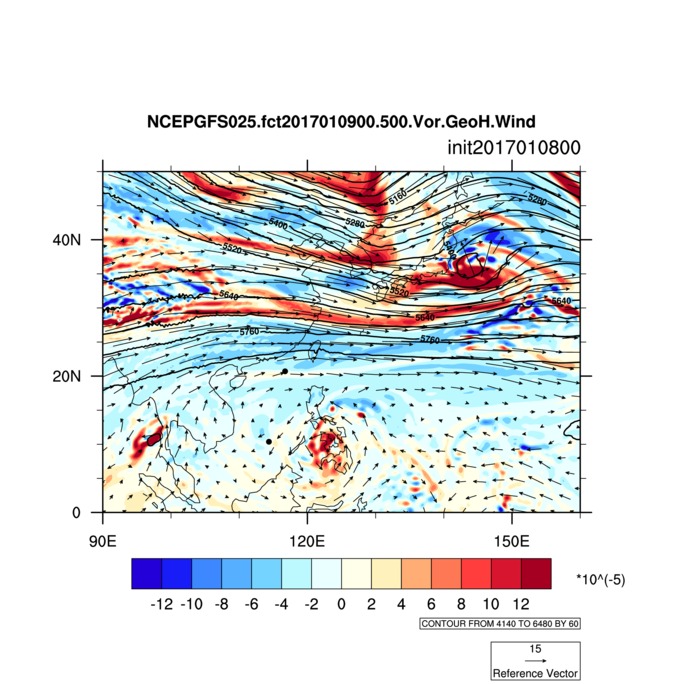 NCEPGFS025.fct2017010900.500.Vor.GeoH.Wind
init2017010800
5160
5280
5280
5400
5400
40N
5520
5520
5640
5640
5640
5760
5760
20N
0
90E 120E 150E
-12 -10 -8 -6 -4 -2 0 2 4 6 8 10 12 *10^(-5)
CONTOUR FROM 4140 TO 6480 BY 60
15
Reference Vector